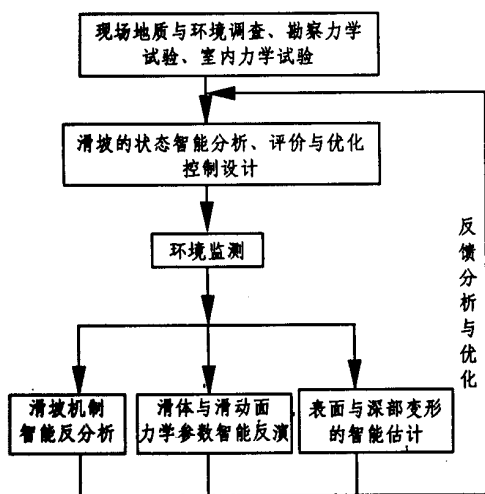 现场地质与环境调查、勘察力学
试验、室内力学试验
滑坡的状态智能分析、评价与优化
控制设计
环境监测
反馈分析与优化
滑坡机制
智能反分析
滑体与滑动面
力学参数智能反演
表面与深部变形
的智能估计